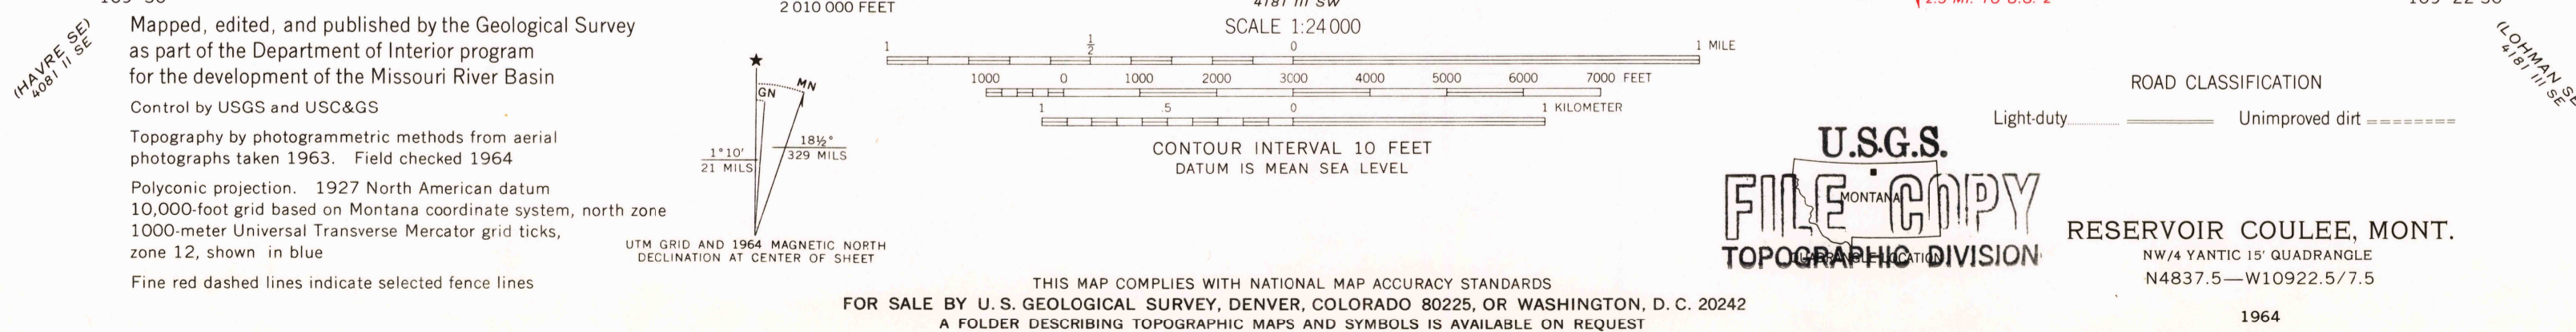 2 010 000 FEET
Mapped, edited, and published by the Geological Survey
as part of the Department of Interior program
for the development of the Missouri River Basin
Control by USGS and USC&GS
Topography by photogrammetric methods from aerial
photographs taken 1963. Field checked 1964
Polyconic projection. 1927 North American datum
10,000-foot grid based on Montana coordinate system, north zone
1000-meter Universal Transverse Mercator grid ticks,
zone 12, shown in blue
Fine red dashed lines indicate selected fence lines
(HAVRE SE)
4081 II SE
★
GN
MN
1°10′
21 MILS
18½°
329 MILS
UTM GRID AND 1964 MAGNETIC NORTH
DECLINATION AT CENTER OF SHEET
4181 III SW
SCALE 1:24 000
1 ½ 0 1 MILE
1000 0 1000 2000 3000 4000 5000 6000 7000 FEET
1 .5 0 1 KILOMETER
CONTOUR INTERVAL 10 FEET
DATUM IS MEAN SEA LEVEL
THIS MAP COMPLIES WITH NATIONAL MAP ACCURACY STANDARDS
FOR SALE BY U. S. GEOLOGICAL SURVEY, DENVER, COLORADO 80225, OR WASHINGTON, D. C. 20242
A FOLDER DESCRIBING TOPOGRAPHIC MAPS AND SYMBOLS IS AVAILABLE ON REQUEST
U.S.G.S.
FILE COPY
TOPOGRAPHIC DIVISION
MONTANA
QUADRANGLE LOCATION
(LOHMAN SE
4181 III SE
ROAD CLASSIFICATION
Light-duty Unimproved dirt
RESERVOIR COULEE, MONT.
NW/4 YANTIC 15′ QUADRANGLE
N4837.5—W10922.5/7.5
1964